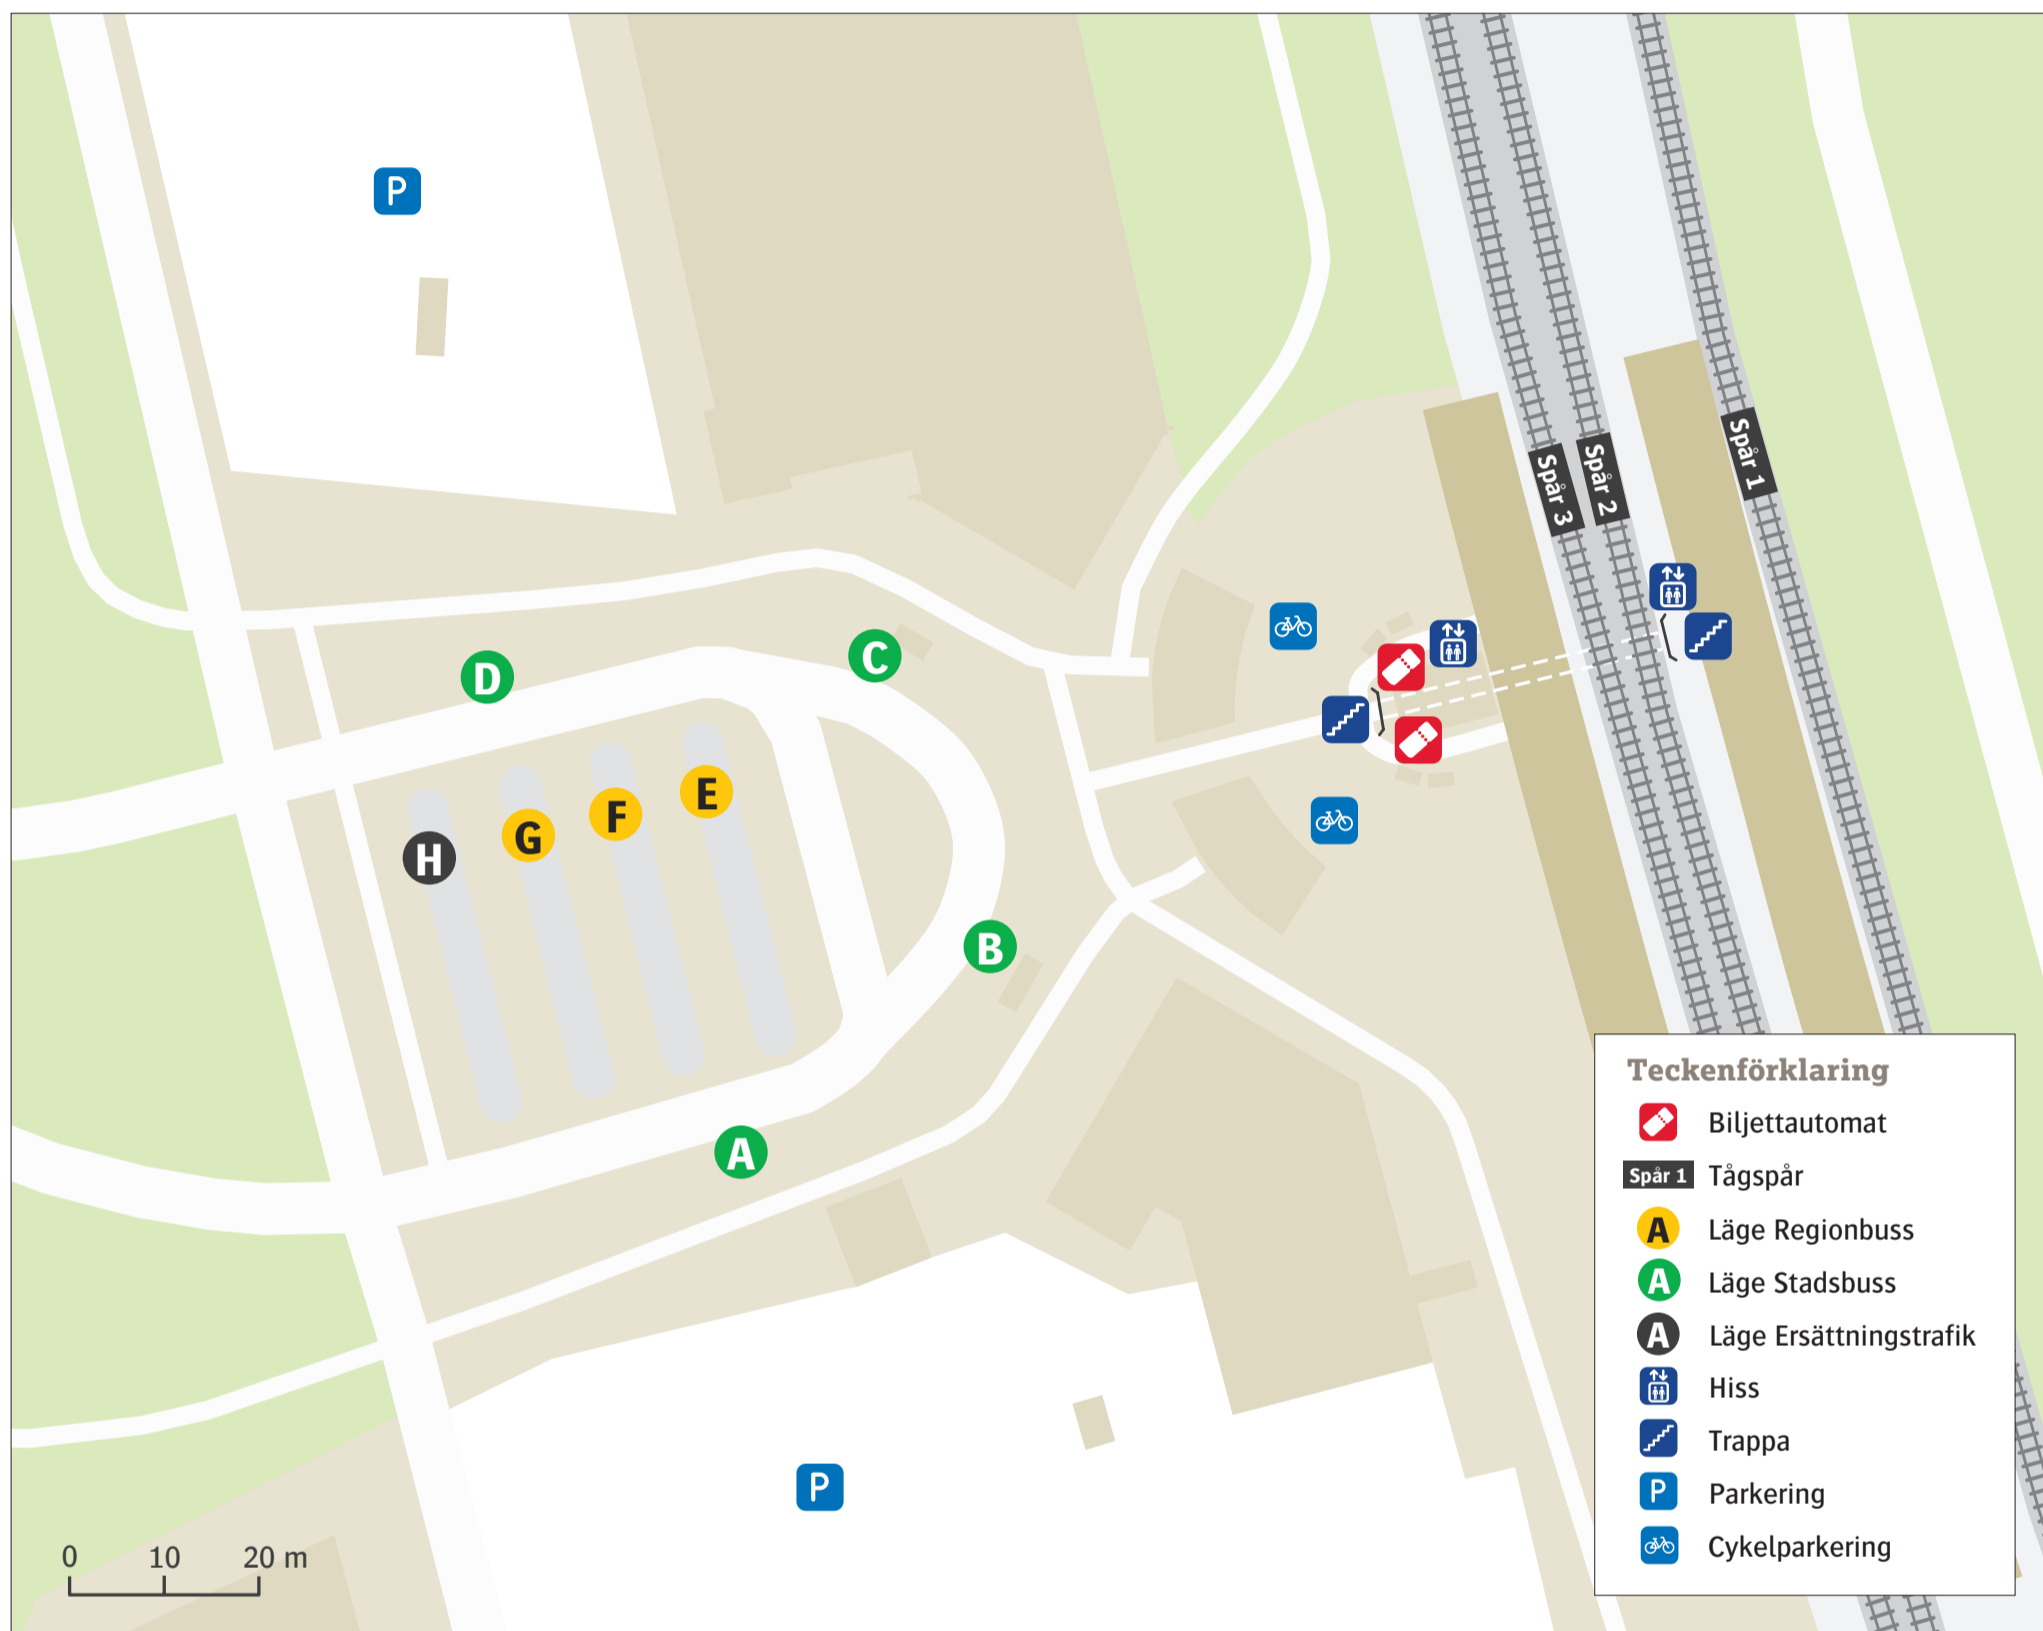 P
Spår 1
Spår 2
Spår 3
C
D
E
F
G
H
B
A
P
0 10 20 m
Teckenförklaring
Biljettautomat
Spår 1 Tågspår
A Läge Regionbuss
A Läge Stadsbuss
A Läge Ersättningstrafik
Hiss
Trappa
P Parkering
Cykelparkering